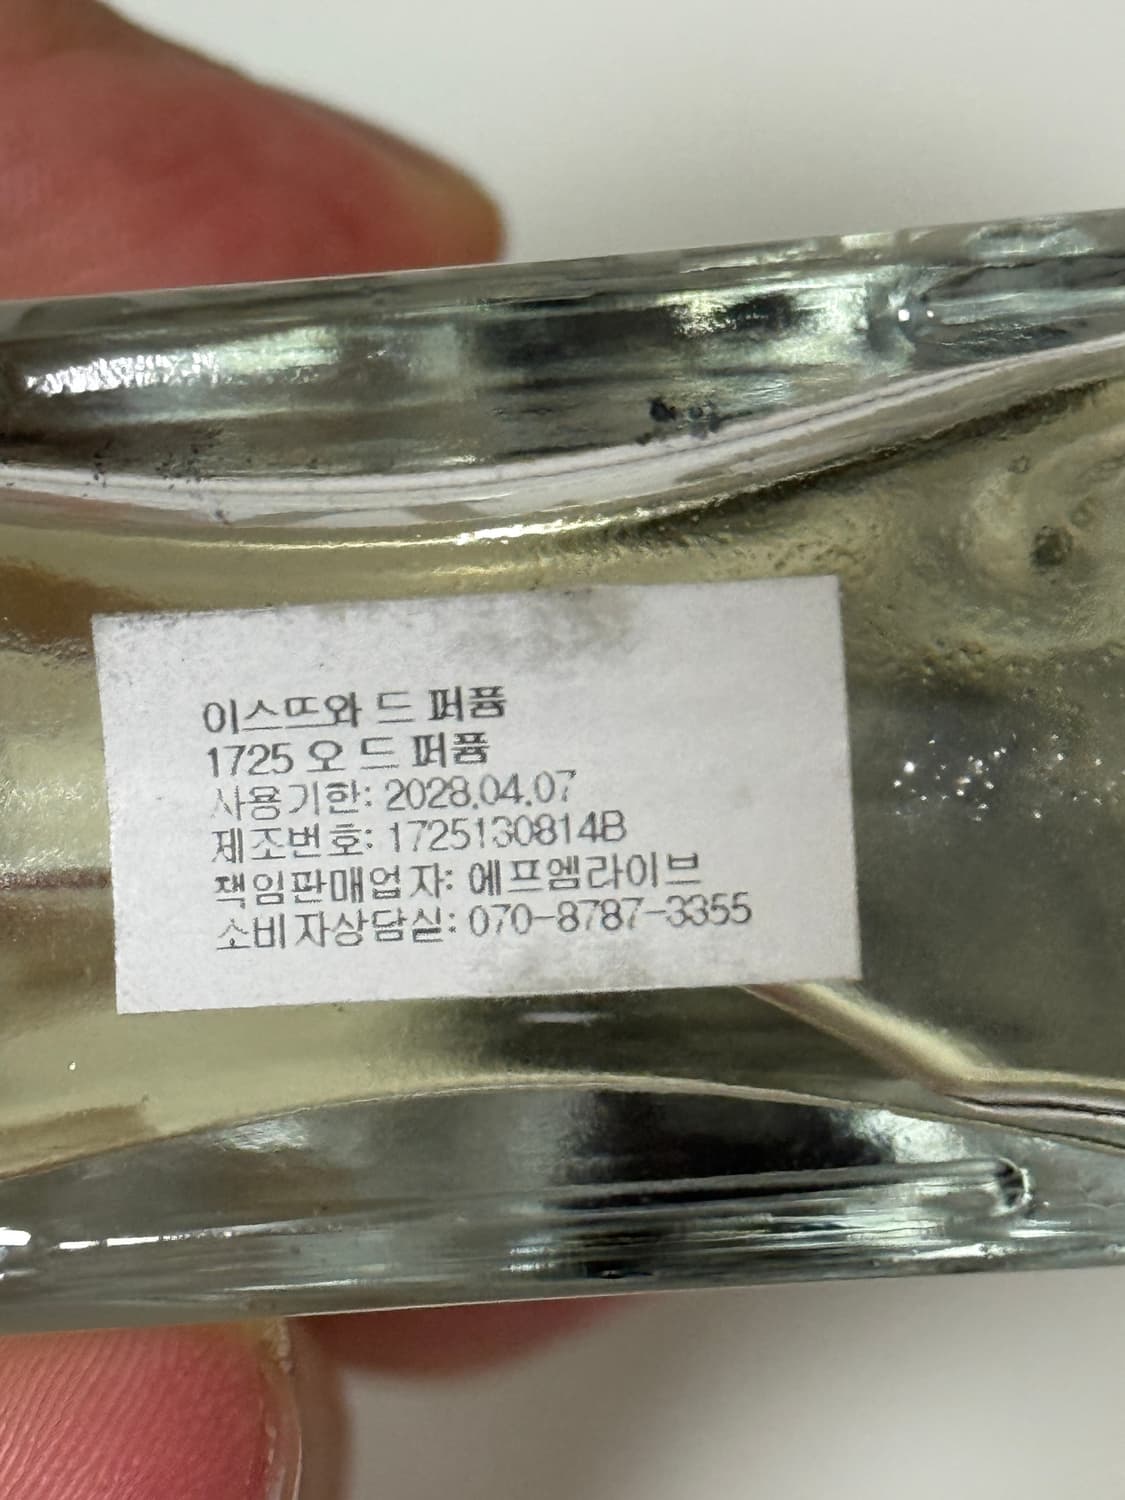 이스뜨와 드 퍼퓸
1725 오 드 퍼퓸
사용기한: 2028.04.07
제조번호: 1725130814B
책임판매업자: 에프엠라이브
소비자상담실: 070-8787-3355